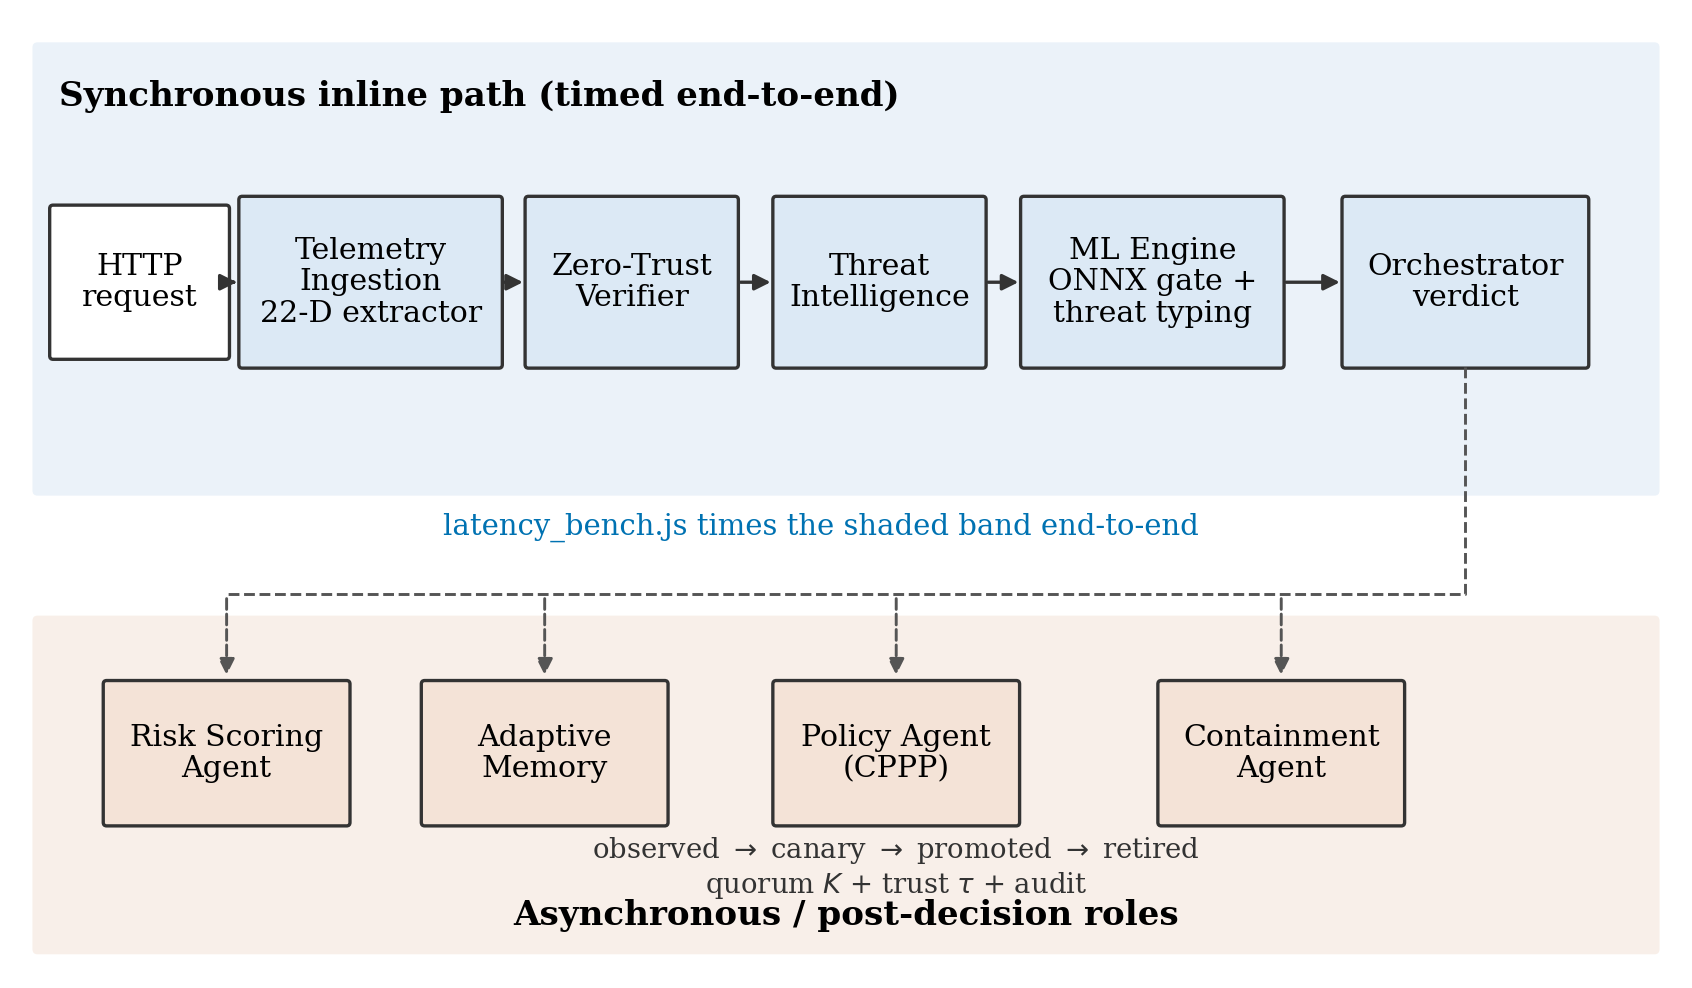 Synchronous inline path (timed end-to-end)
HTTP
request
Telemetry
Ingestion
22-D extractor
Zero-Trust
Verifier
Threat
Intelligence
ML Engine
ONNX gate +
threat typing
Orchestrator
verdict
latency_bench.js times the shaded band end-to-end
Risk Scoring
Agent
Adaptive
Memory
Policy Agent
(CPPP)
Containment
Agent
observed → canary → promoted → retired
quorum K + trust τ + audit
Asynchronous / post-decision roles